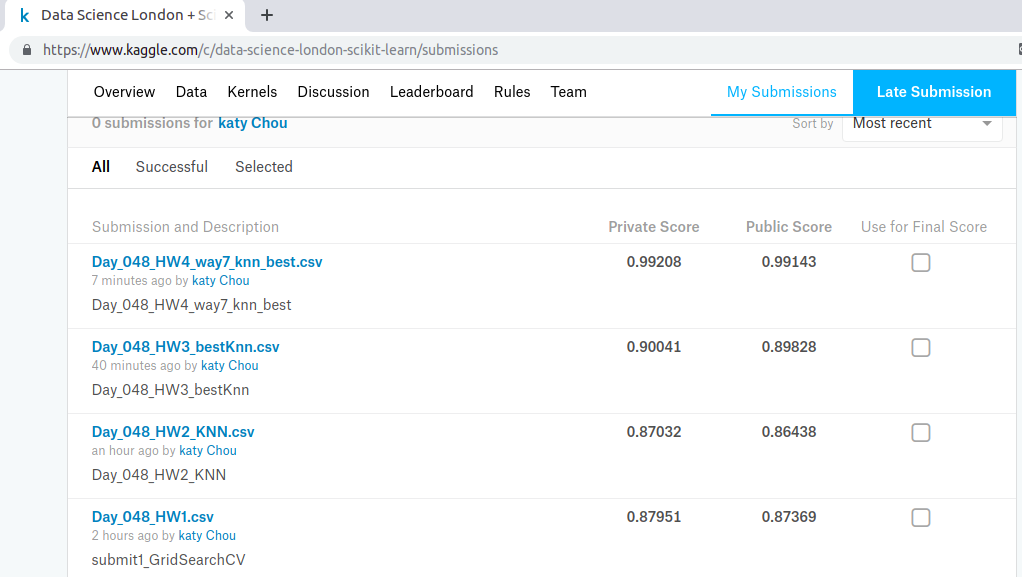 Data Science London + Sc
https://www.kaggle.com/c/data-science-london-scikit-learn/submissions
Overview Data Kernels Discussion Leaderboard Rules Team My Submissions Late Submission
0 submissions for katy Chou Sort by Most recent
All Successful Selected
Submission and Description Private Score Public Score Use for Final Score
Day_048_HW4_way7_knn_best.csv 0.99208 0.99143
7 minutes ago by katy Chou
Day_048_HW4_way7_knn_best
Day_048_HW3_bestKnn.csv 0.90041 0.89828
40 minutes ago by katy Chou
Day_048_HW3_bestKnn
Day_048_HW2_KNN.csv 0.87032 0.86438
an hour ago by katy Chou
Day_048_HW2_KNN
Day_048_HW1.csv 0.87951 0.87369
2 hours ago by katy Chou
submit1_GridSearchCV